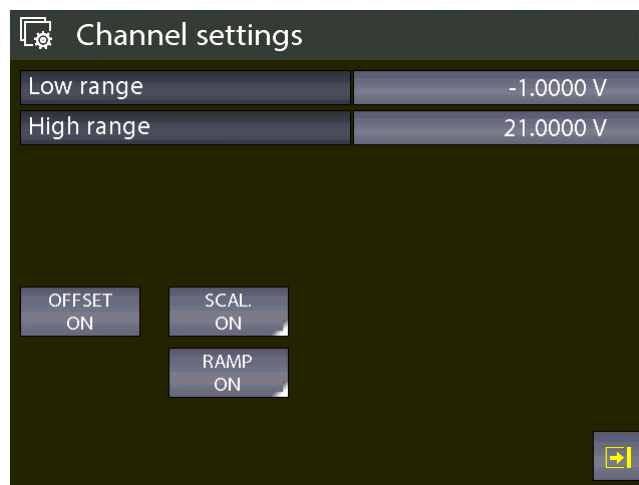 Channel settings
Low range -1.0000 V
High range 21.0000 V
OFFSET SCAL.
ON ON
RAMP
ON